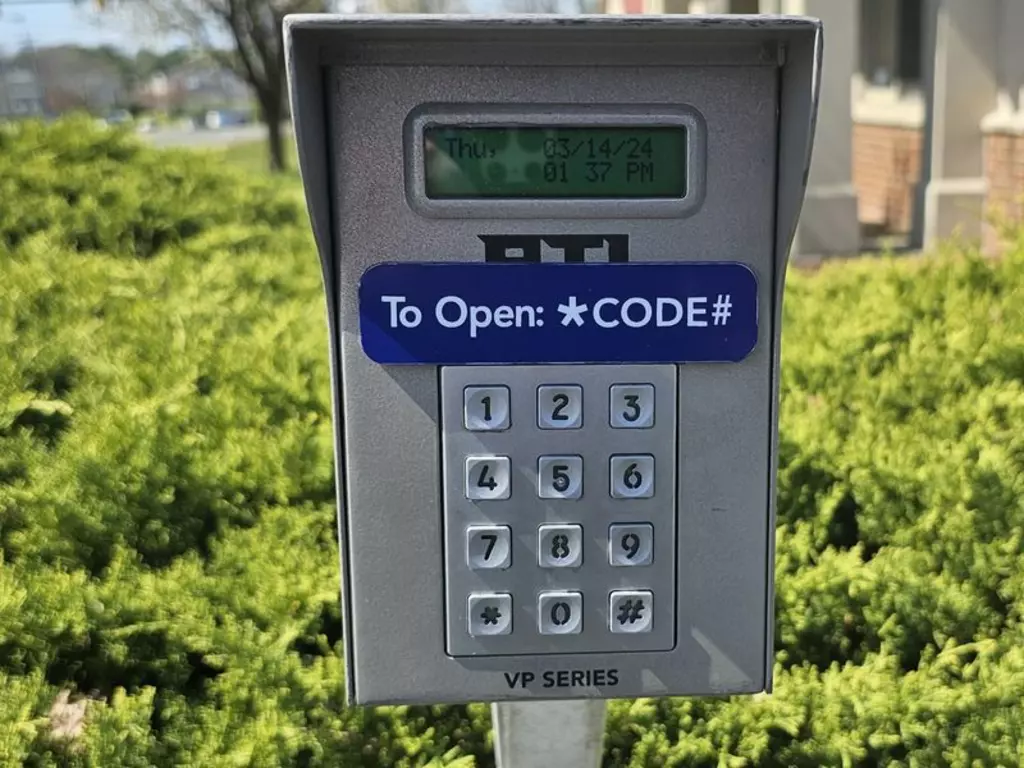 Thu, 03/14/24
01 37 PM
To Open: *CODE#
1 2 3
4 5 6
7 8 9
* 0 #
VP SERIES